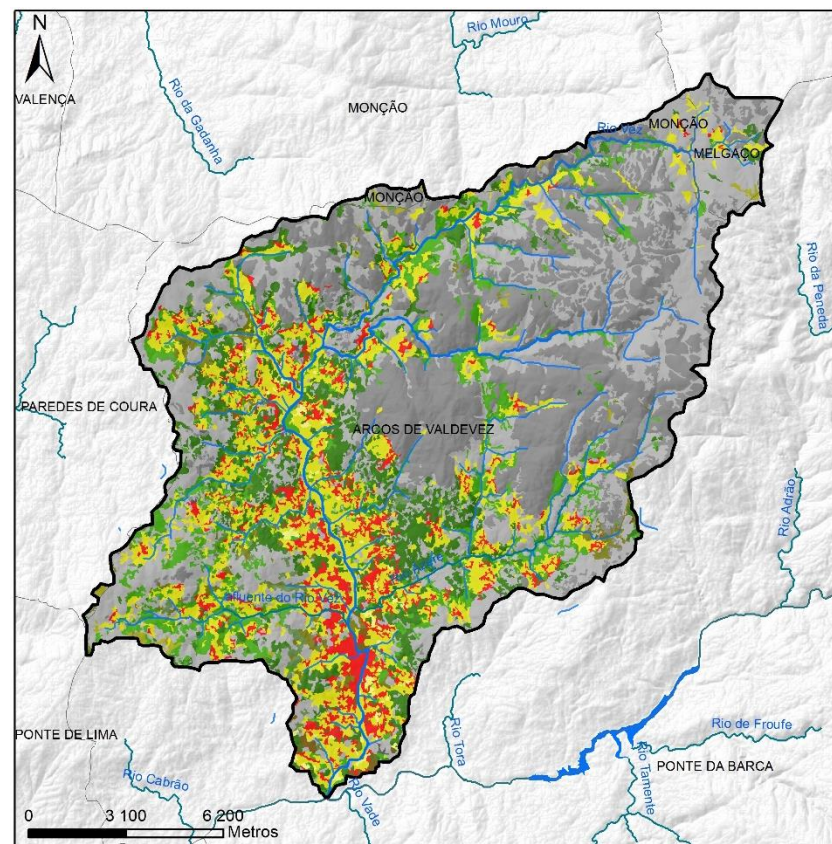 N
Rio Mouro
VALENÇA
MONÇÃO
Rio da Gadanha
Rio Vez
MONÇÃO
MELGAÇO
MONÇÃO
Rio da Peneda
PAREDES DE COURA
ARCOS DE VALDEVEZ
Rio Adrão
afluente do Rio Vez
PONTE DE LIMA
Rio Tora
Rio de Froufe
Rio Cabrão
Rio Vade
Rio Tamente
PONTE DA BARCA
0 3 100 6 200
Metros